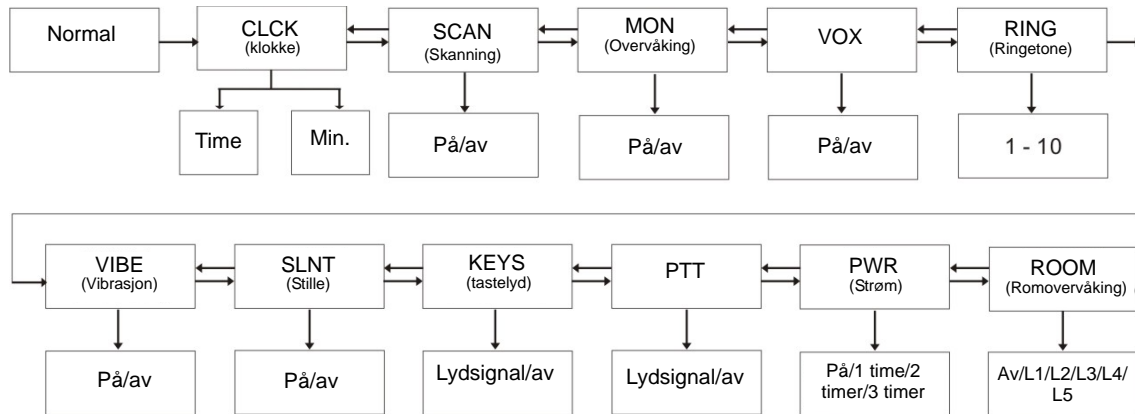 Normal
CLCK
(klokke)
SCAN
(Skanning)
MON
(Overvåking)
VOX
RING
(Ringetone)
Time
Min.
På/av
På/av
På/av
1 - 10
VIBE
(Vibrasjon)
SLNT
(Stille)
KEYS
(tastelyd)
PTT
PWR
(Strøm)
ROOM
(Romovervåking)
På/av
På/av
Lydsignal/av
Lydsignal/av
På/1 time/2
timer/3 timer
Av/L1/L2/L3/L4/
L5